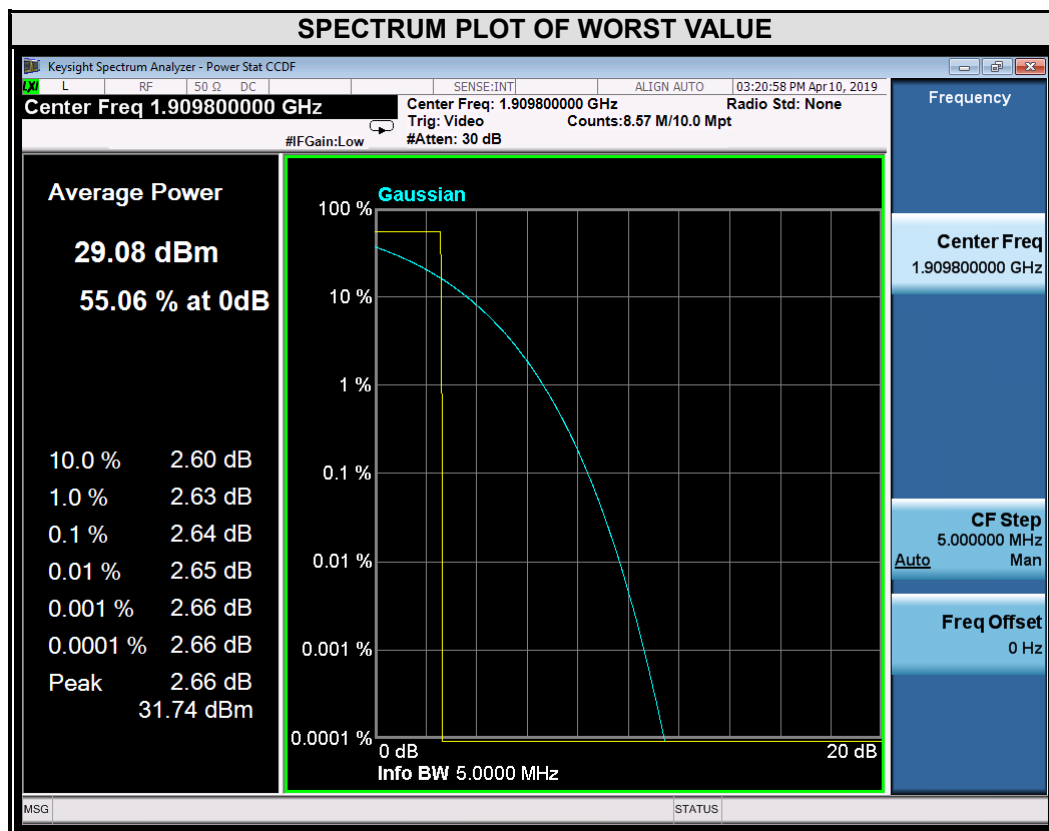 SPECTRUM PLOT OF WORST VALUE
Keysight Spectrum Analyzer - Power Stat CCDF
LXI L RF 50 Ω DC SENSE:INT ALIGN AUTO 03:20:58 PM Apr 10, 2019
Center Freq 1.909800000 GHz
Center Freq: 1.909800000 GHz Radio Std: None
Trig: Video Counts:8.57 M/10.0 Mpt
#IFGain:Low #Atten: 30 dB
Frequency
Average Power
29.08 dBm
55.06 % at 0dB
10.0 % 2.60 dB
1.0 % 2.63 dB
0.1 % 2.64 dB
0.01 % 2.65 dB
0.001 % 2.66 dB
0.0001 % 2.66 dB
Peak 2.66 dB
31.74 dBm
Gaussian
100 %
10 %
1 %
0.1 %
0.01 %
0.001 %
0.0001 %
0 dB 20 dB
Info BW 5.0000 MHz
Center Freq
1.909800000 GHz
CF Step
5.000000 MHz
Auto Man
Freq Offset
0 Hz
MSG STATUS